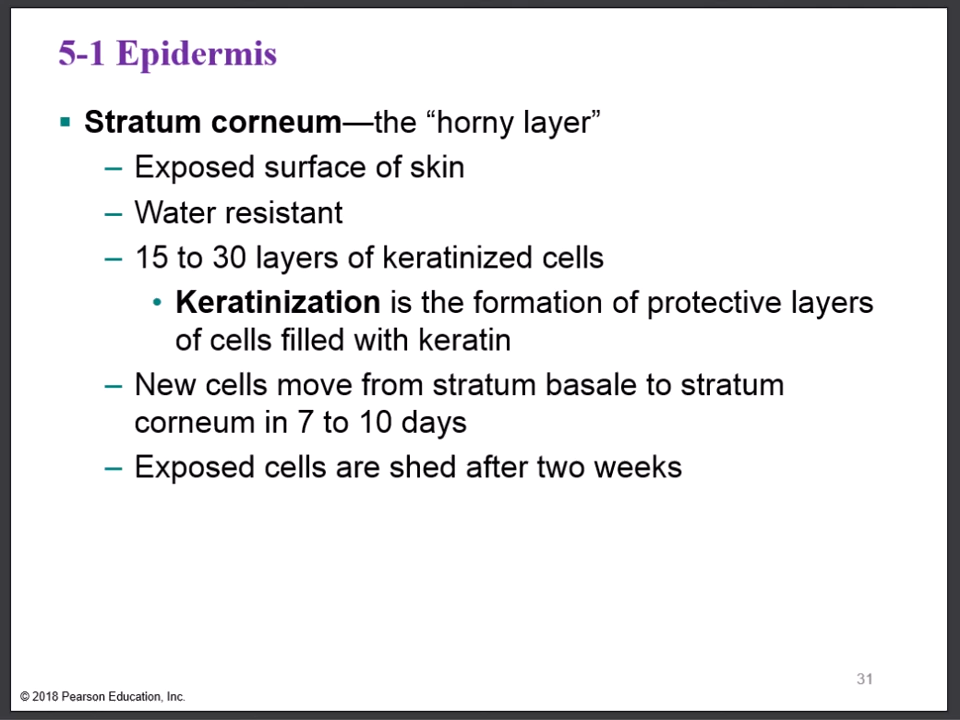 5-1 Epidermis
▪ Stratum corneum—the “horny layer”
– Exposed surface of skin
– Water resistant
– 15 to 30 layers of keratinized cells
• Keratinization is the formation of protective layers
of cells filled with keratin
– New cells move from stratum basale to stratum
corneum in 7 to 10 days
– Exposed cells are shed after two weeks
31
© 2018 Pearson Education, Inc.